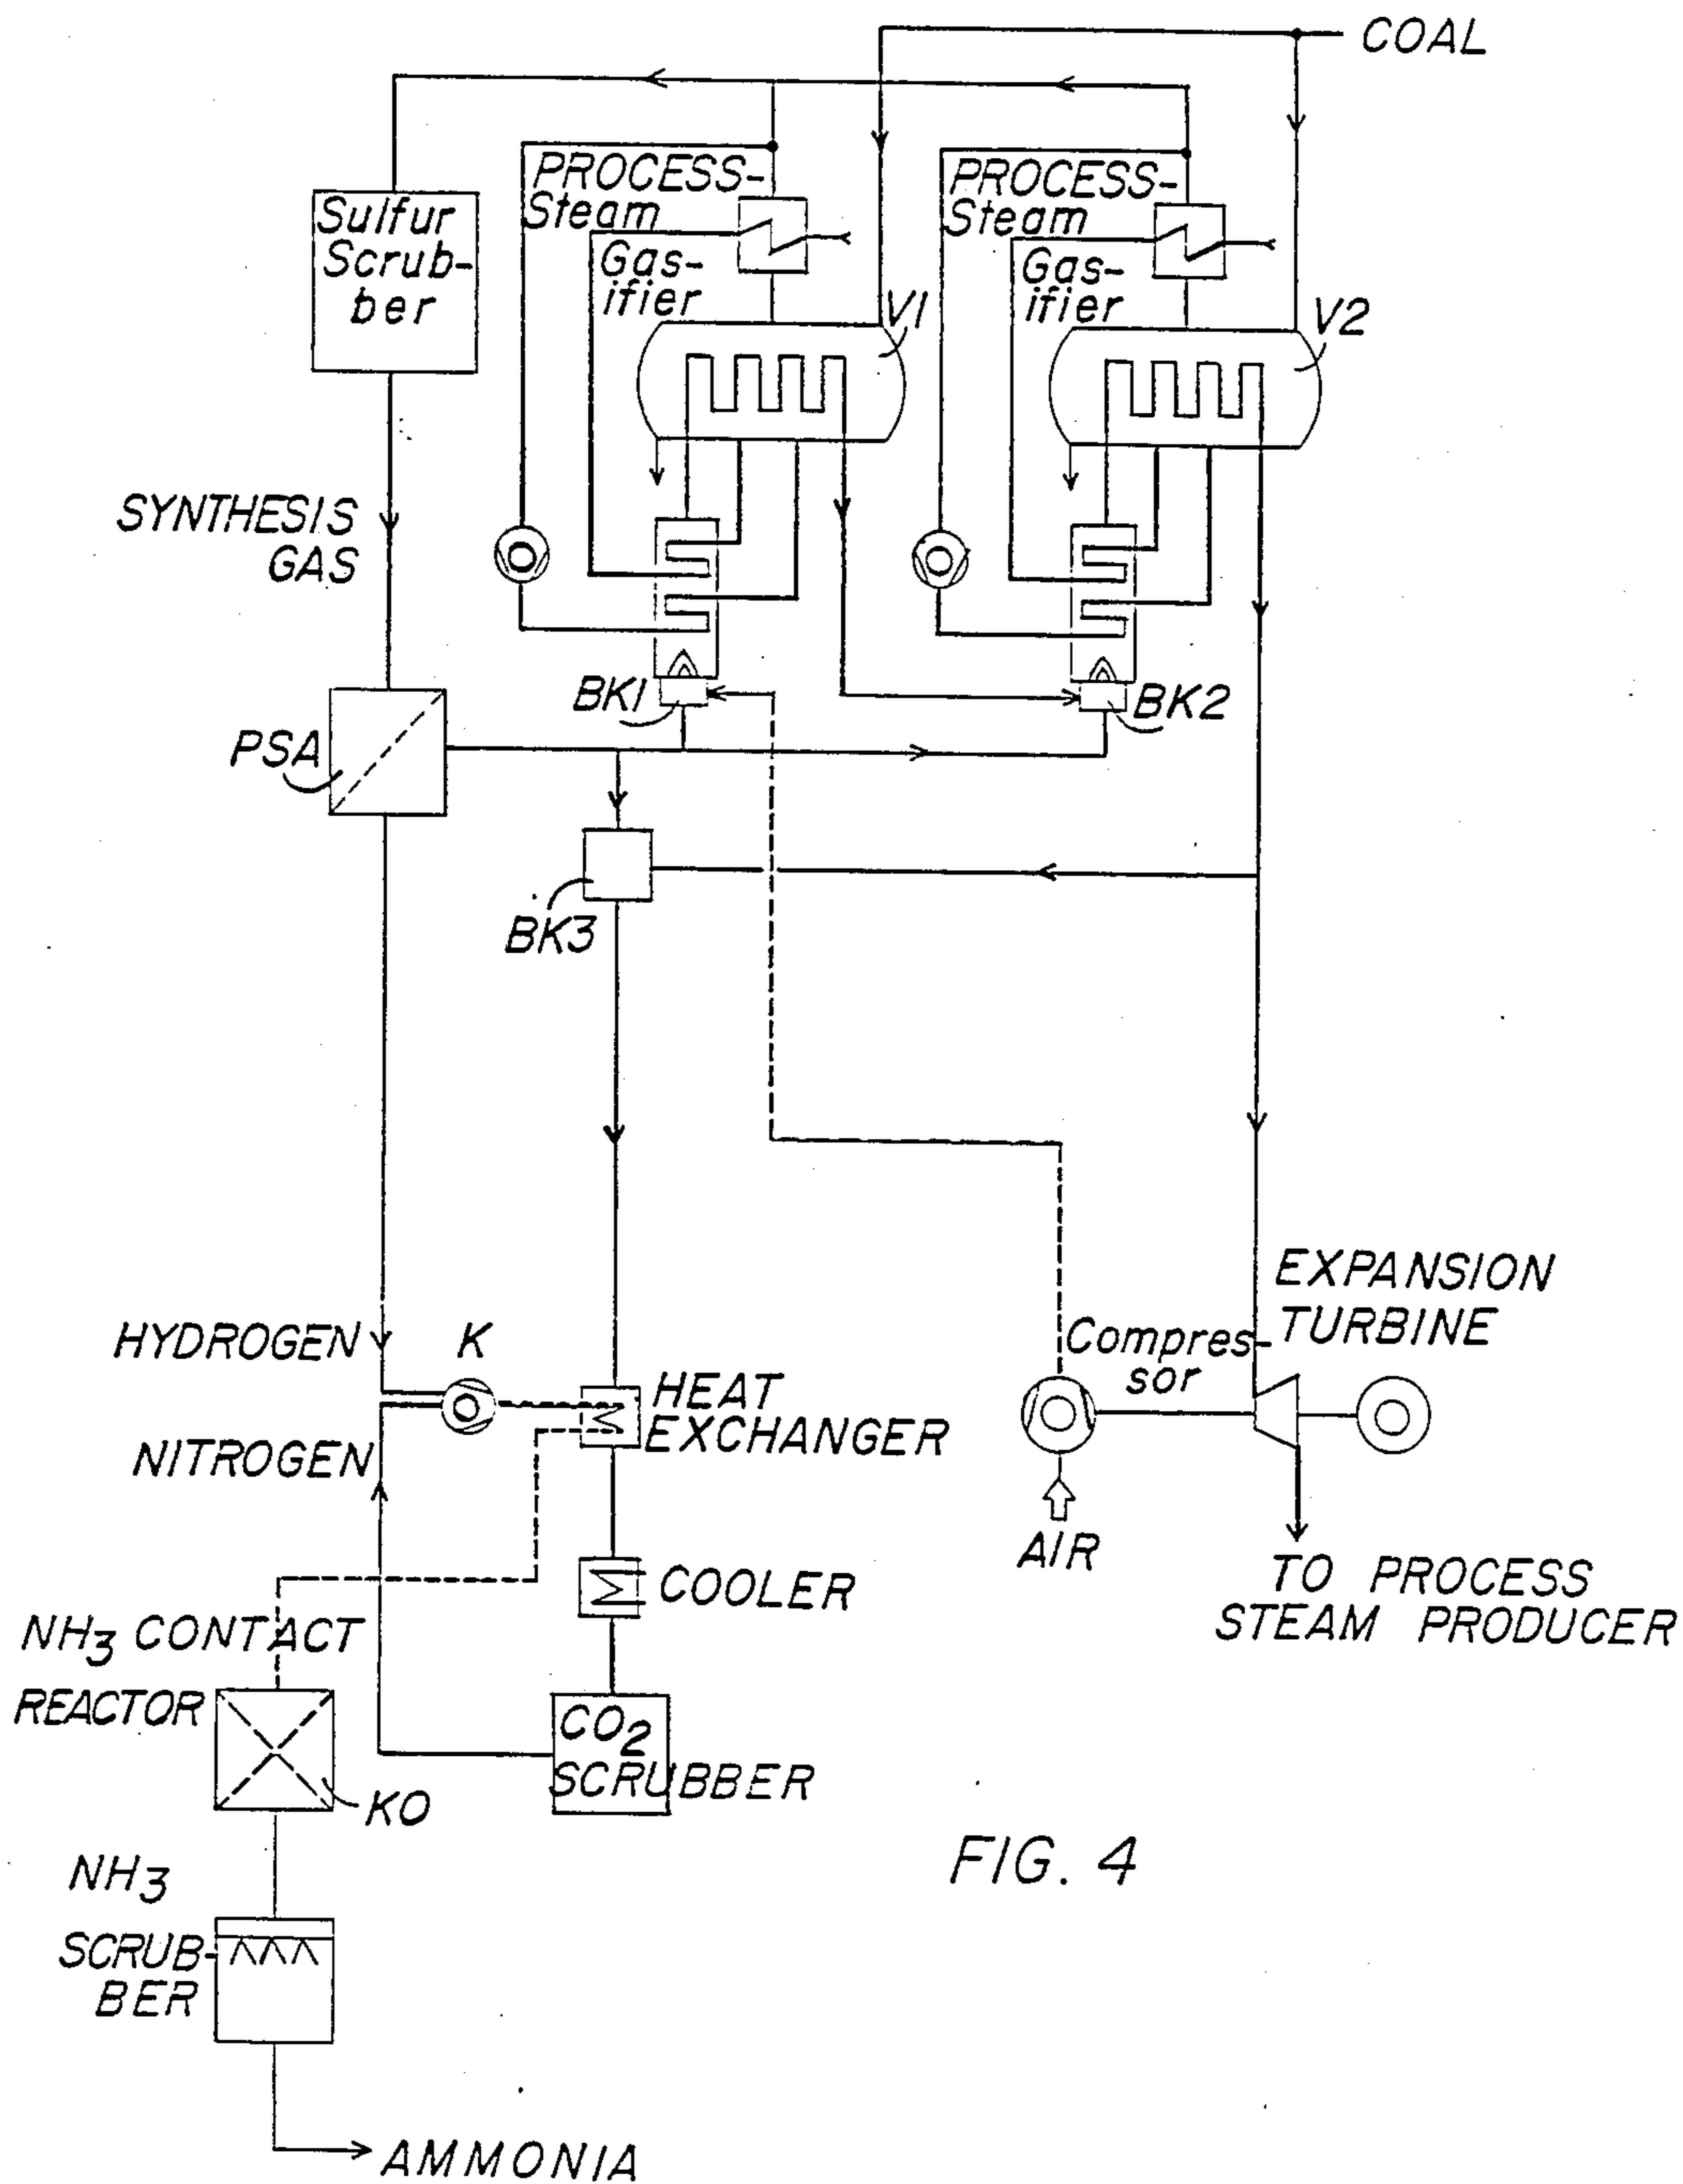 COAL
PROCESS-
Steam
PROCESS-
Steam
Sulfur
Scrub-
ber
Gas-
ifier
V1
Gas-
ifier
V2
SYNTHESIS
GAS
BK1
BK2
PSA
BK3
EXPANSION
TURBINE
Compres-
sor
HYDROGEN
K
HEAT
EXCHANGER
NITROGEN
AIR
COOLER
TO PROCESS
STEAM PRODUCER
NH3 CONTACT
REACTOR
CO2
SCRUBBER
KO
FIG. 4
NH3
SCRUB-
BER
AMMONIA